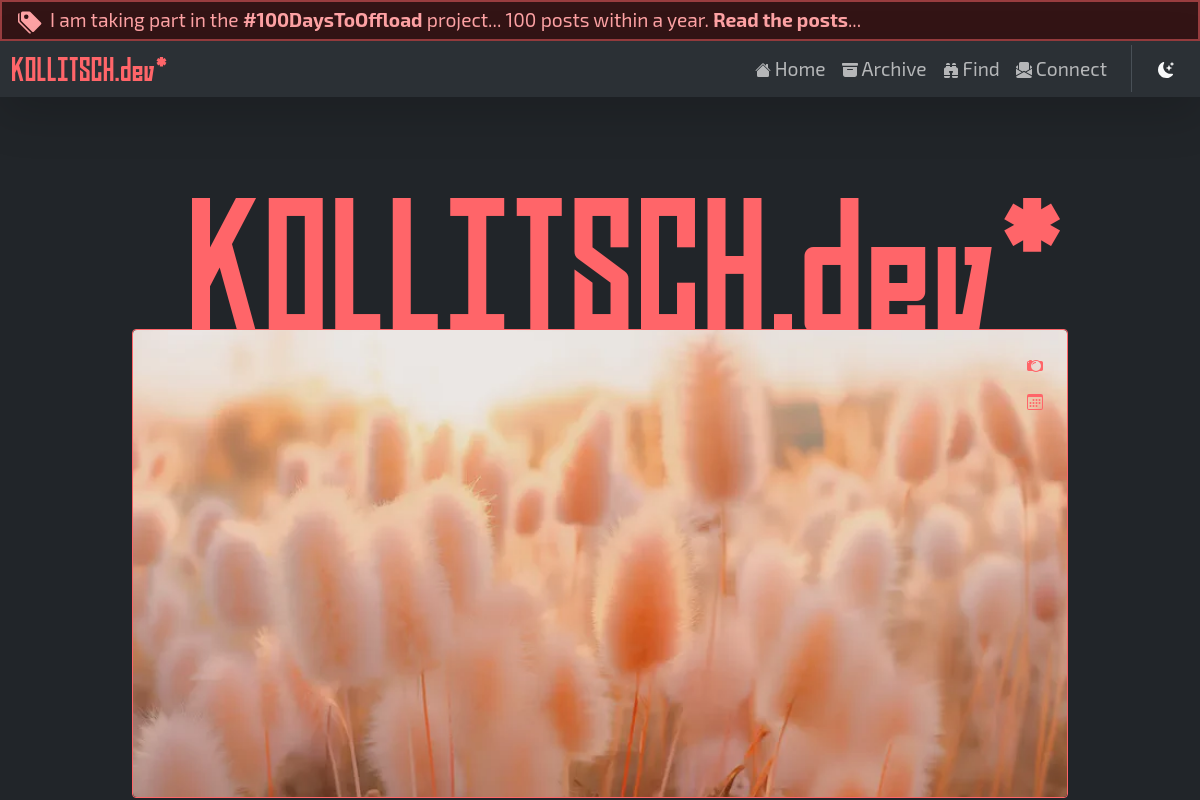 I am taking part in the #100DaysToOffload project... 100 posts within a year. Read the posts...
KOLLITSCH.dev*
Home Archive Find Connect
KOLLITSCH.dev*